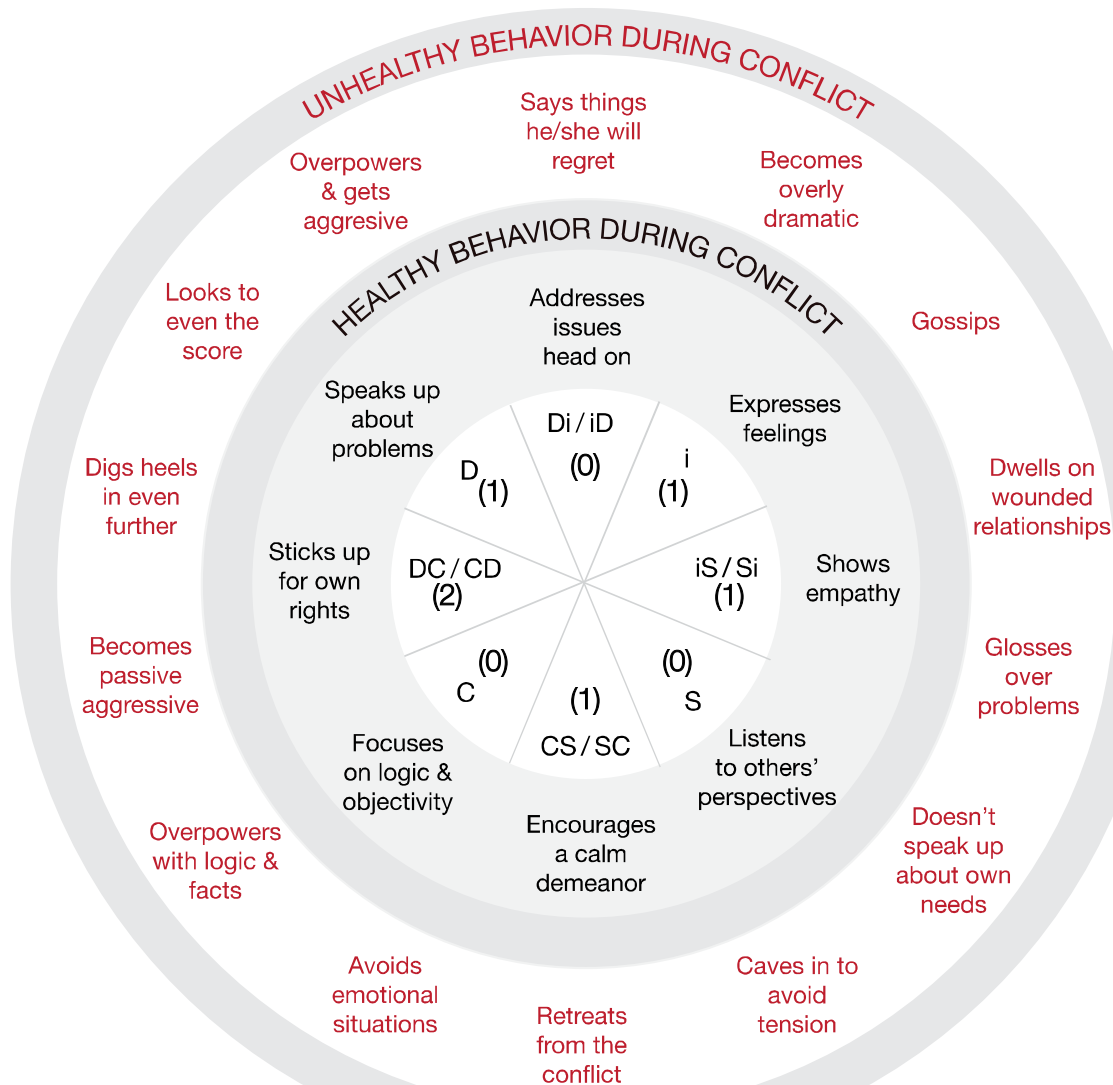 UNHEALTHY BEHAVIOR DURING CONFLICT
Says things
he/she will
regret
Becomes
overly
dramatic
Gossips
Dwells on
wounded
relationships
Glosses
over
problems
Doesn’t
speak up
about own
needs
Caves in to
avoid
tension
Retreats
from the
conflict
Avoids
emotional
situations
Overpowers
with logic &
facts
Becomes
passive
aggressive
Digs heels
in even
further
Looks to
even the
score
Overpowers
& gets
aggresive
HEALTHY BEHAVIOR DURING CONFLICT
Addresses
issues
head on
Expresses
feelings
Shows
empathy
Listens
to others’
perspectives
Encourages
a calm
demeanor
Focuses
on logic &
objectivity
Sticks up
for own
rights
Speaks up
about
problems
Di / iD
(0)
i
(1)
iS / Si
(1)
(0)
S
(1)
CS / SC
(0)
C
DC / CD
(2)
D
(1)